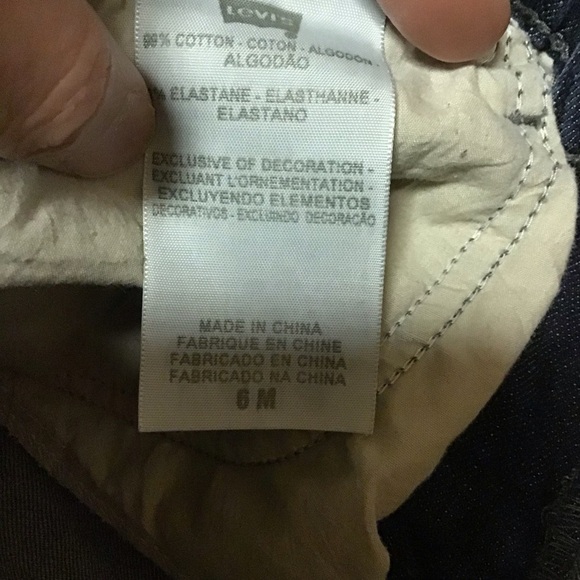 Levi's
99% COTTON - COTON - ALGODON -
ALGODÃO
% ELASTANE - ELASTHANNE -
ELASTANO
EXCLUSIVE OF DECORATION -
EXCLUANT L'ORNEMENTATION -
EXCLUYENDO ELEMENTOS
DECORATIVOS - EXCLUINDO DECORAÇÃO
MADE IN CHINA
FABRIQUE EN CHINE
FABRICADO EN CHINA
FABRICADO NA CHINA
6 M